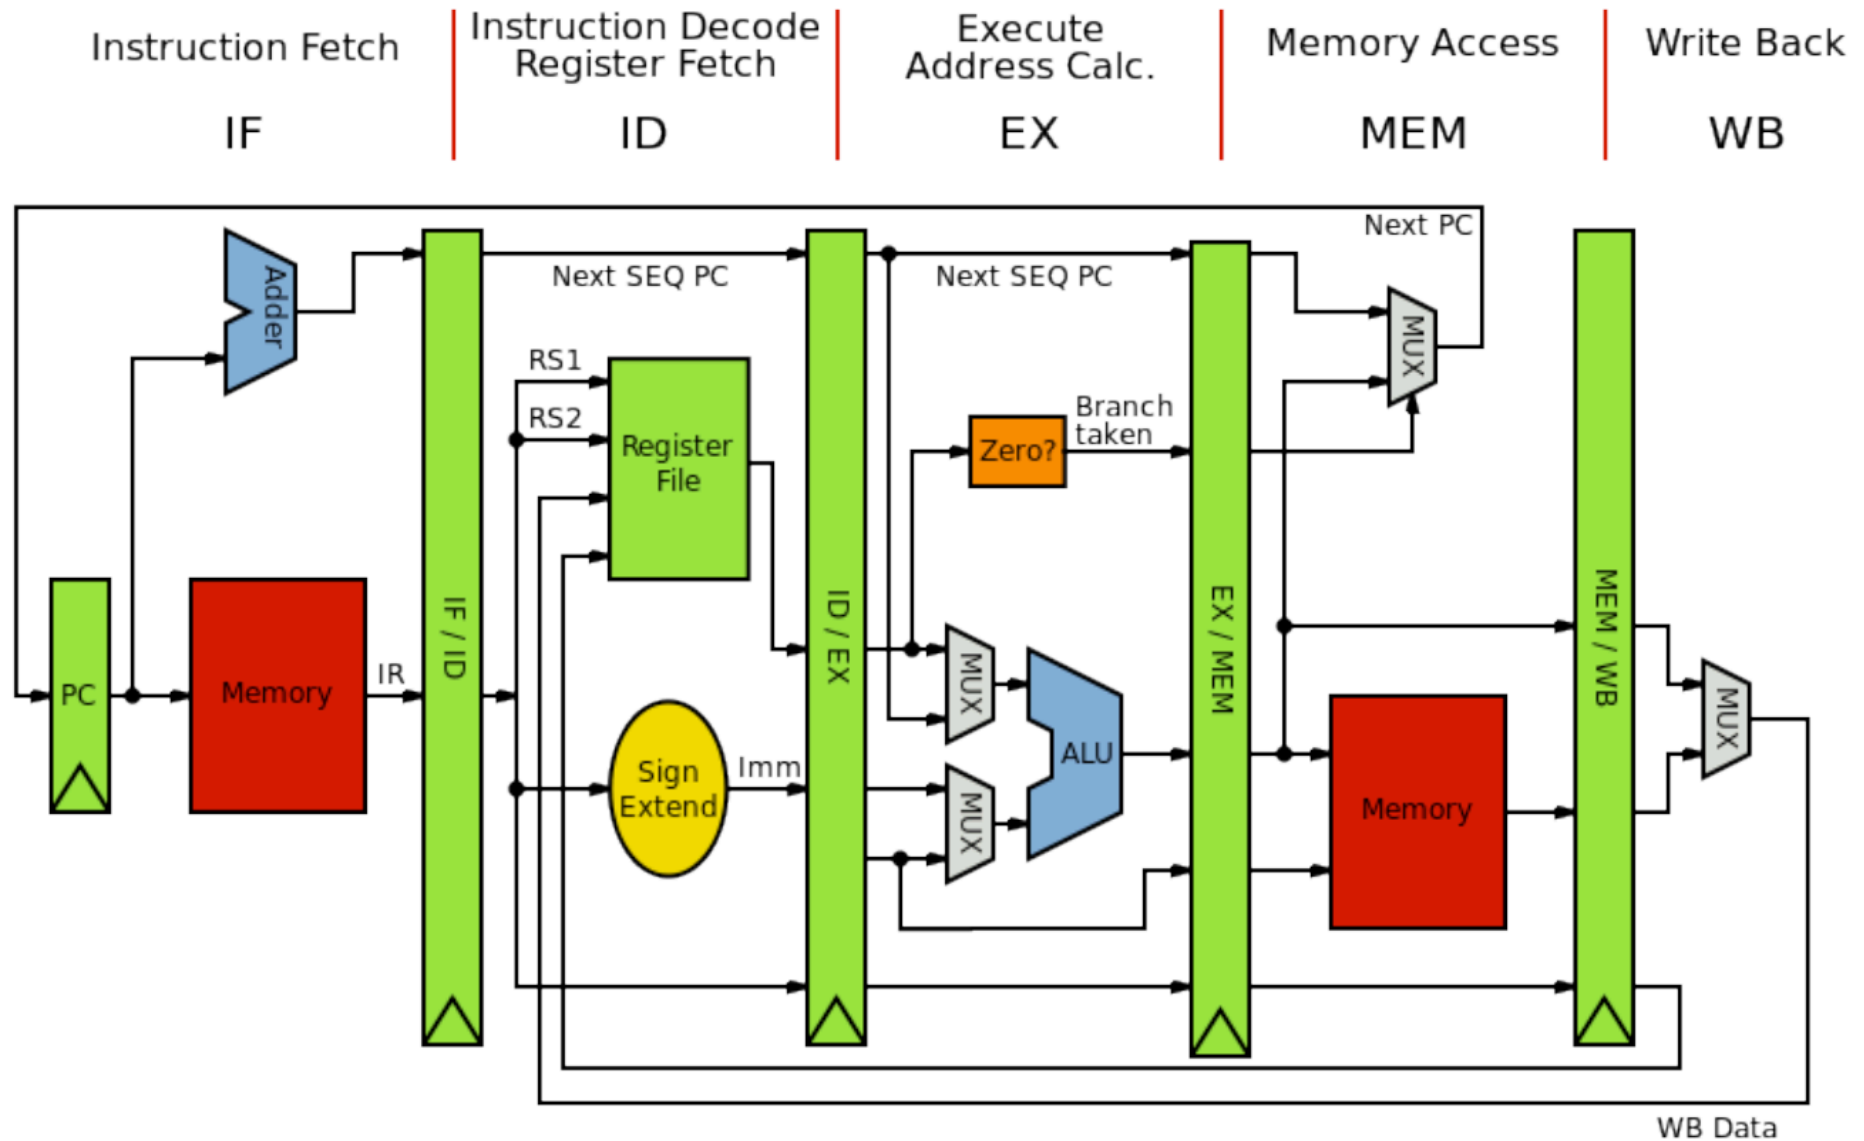 Instruction Fetch
Instruction Decode
Register Fetch
Execute
Address Calc.
Memory Access
Write Back
IF
ID
EX
MEM
WB
Next PC
Adder
Next SEQ PC
Next SEQ PC
MUX
RS1
RS2
Register
File
Branch
taken
Zero?
IF / ID
ID / EX
EX / MEM
MEM / WB
PC
Memory
IR
MUX
ALU
MUX
Sign
Extend
Imm
MUX
Memory
MUX
WB Data